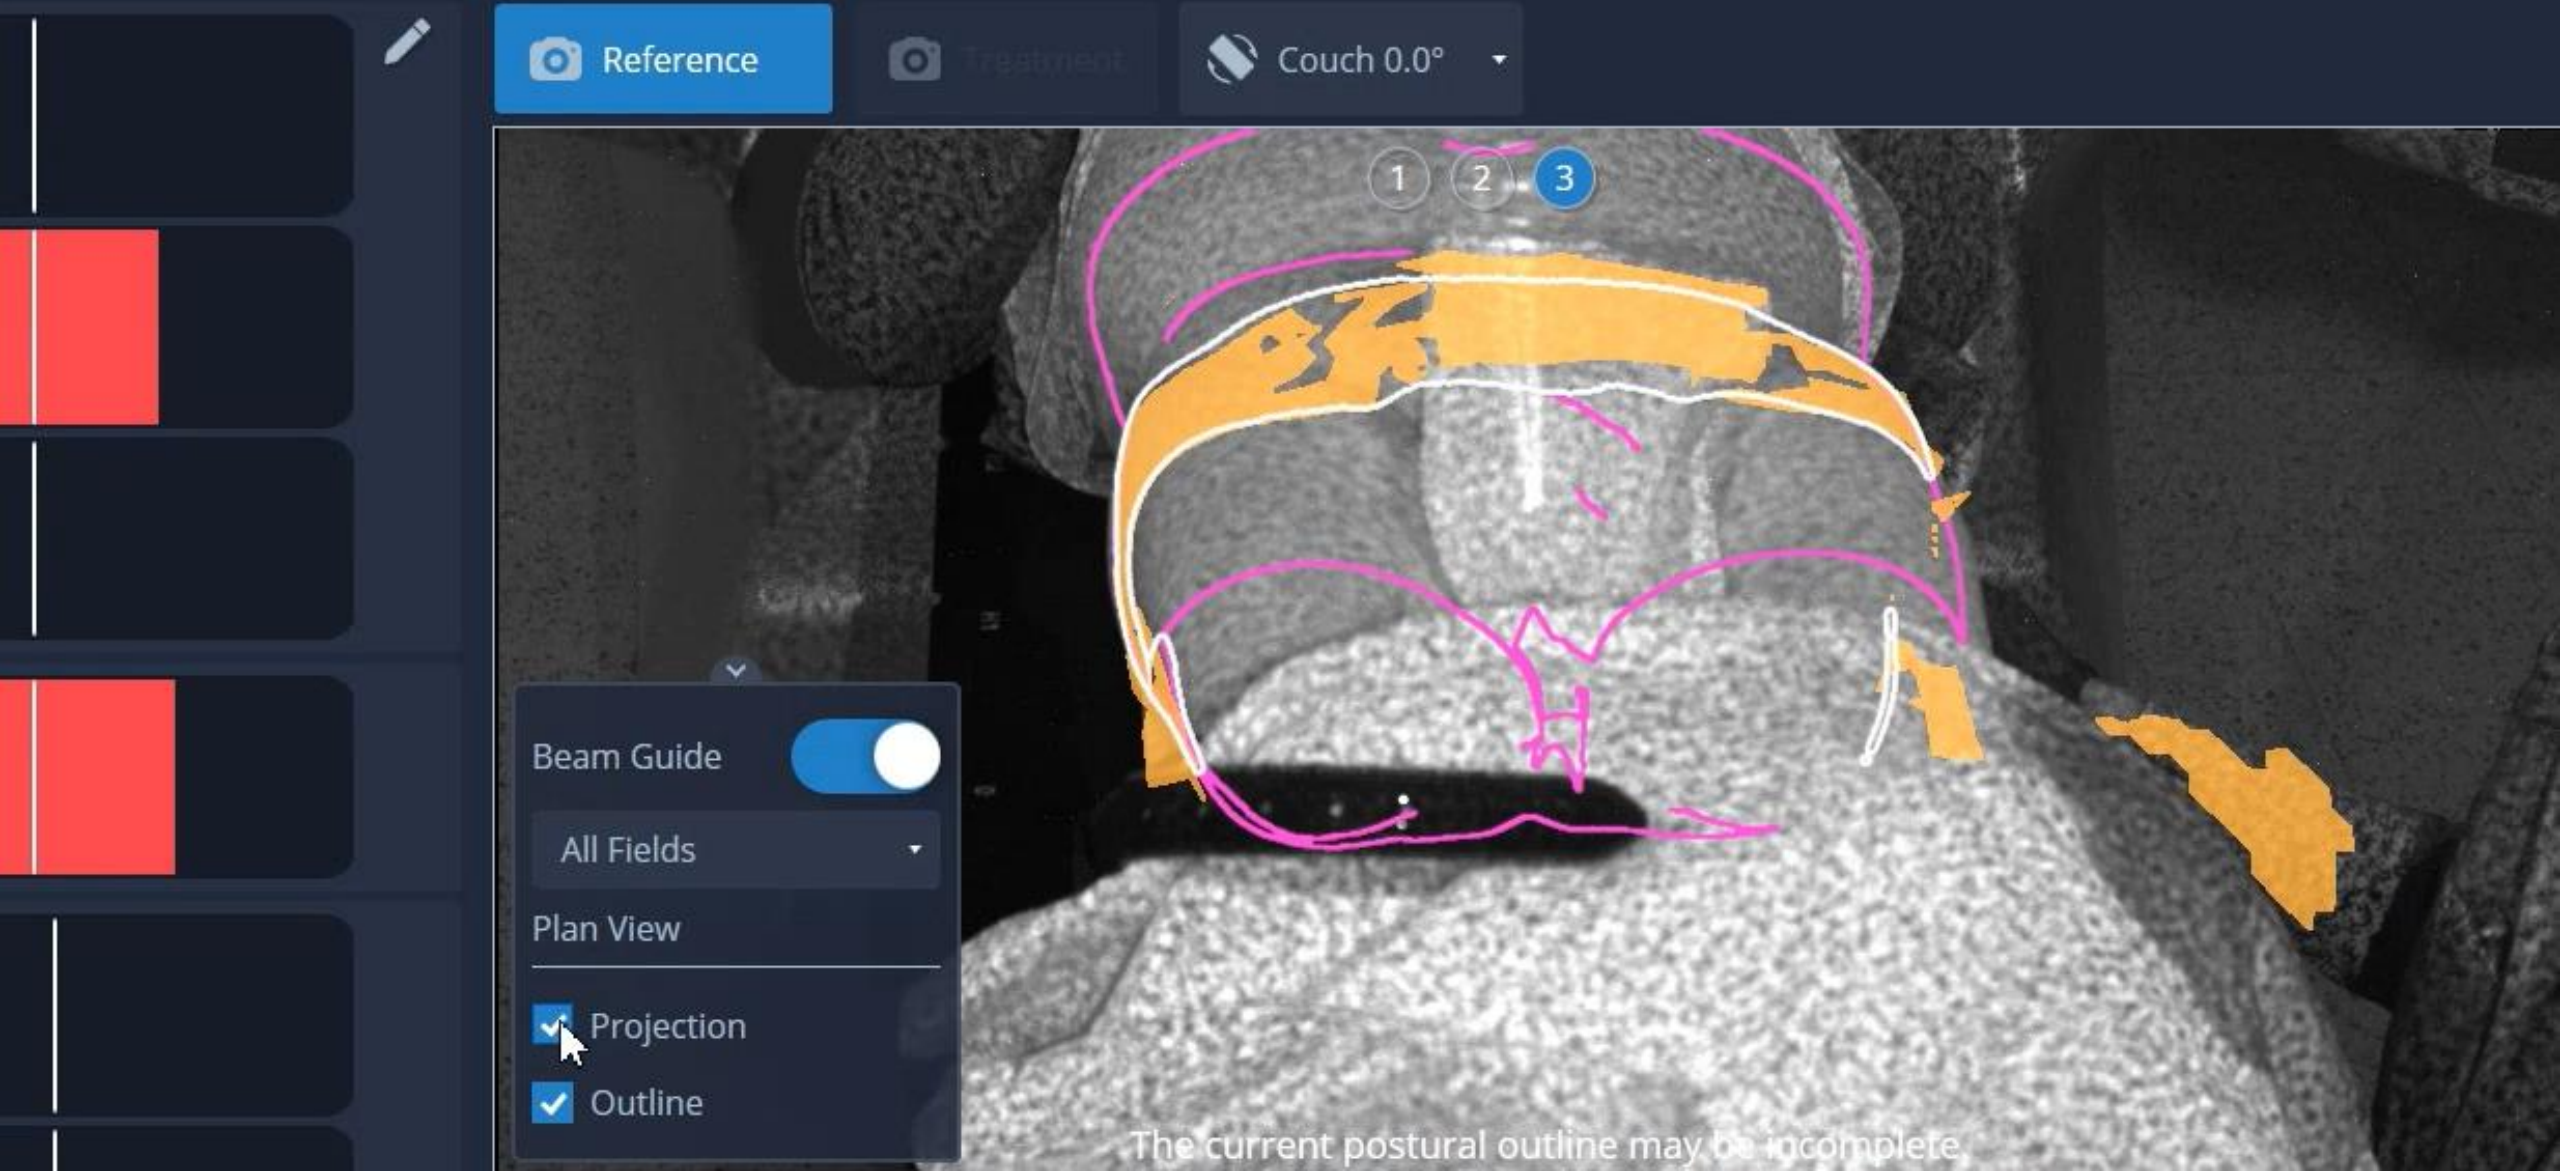 Reference
Treatment
Couch 0.0°
1 2 3
Beam Guide
All Fields
Plan View
Projection
Outline
The current postural outline may be incomplete.